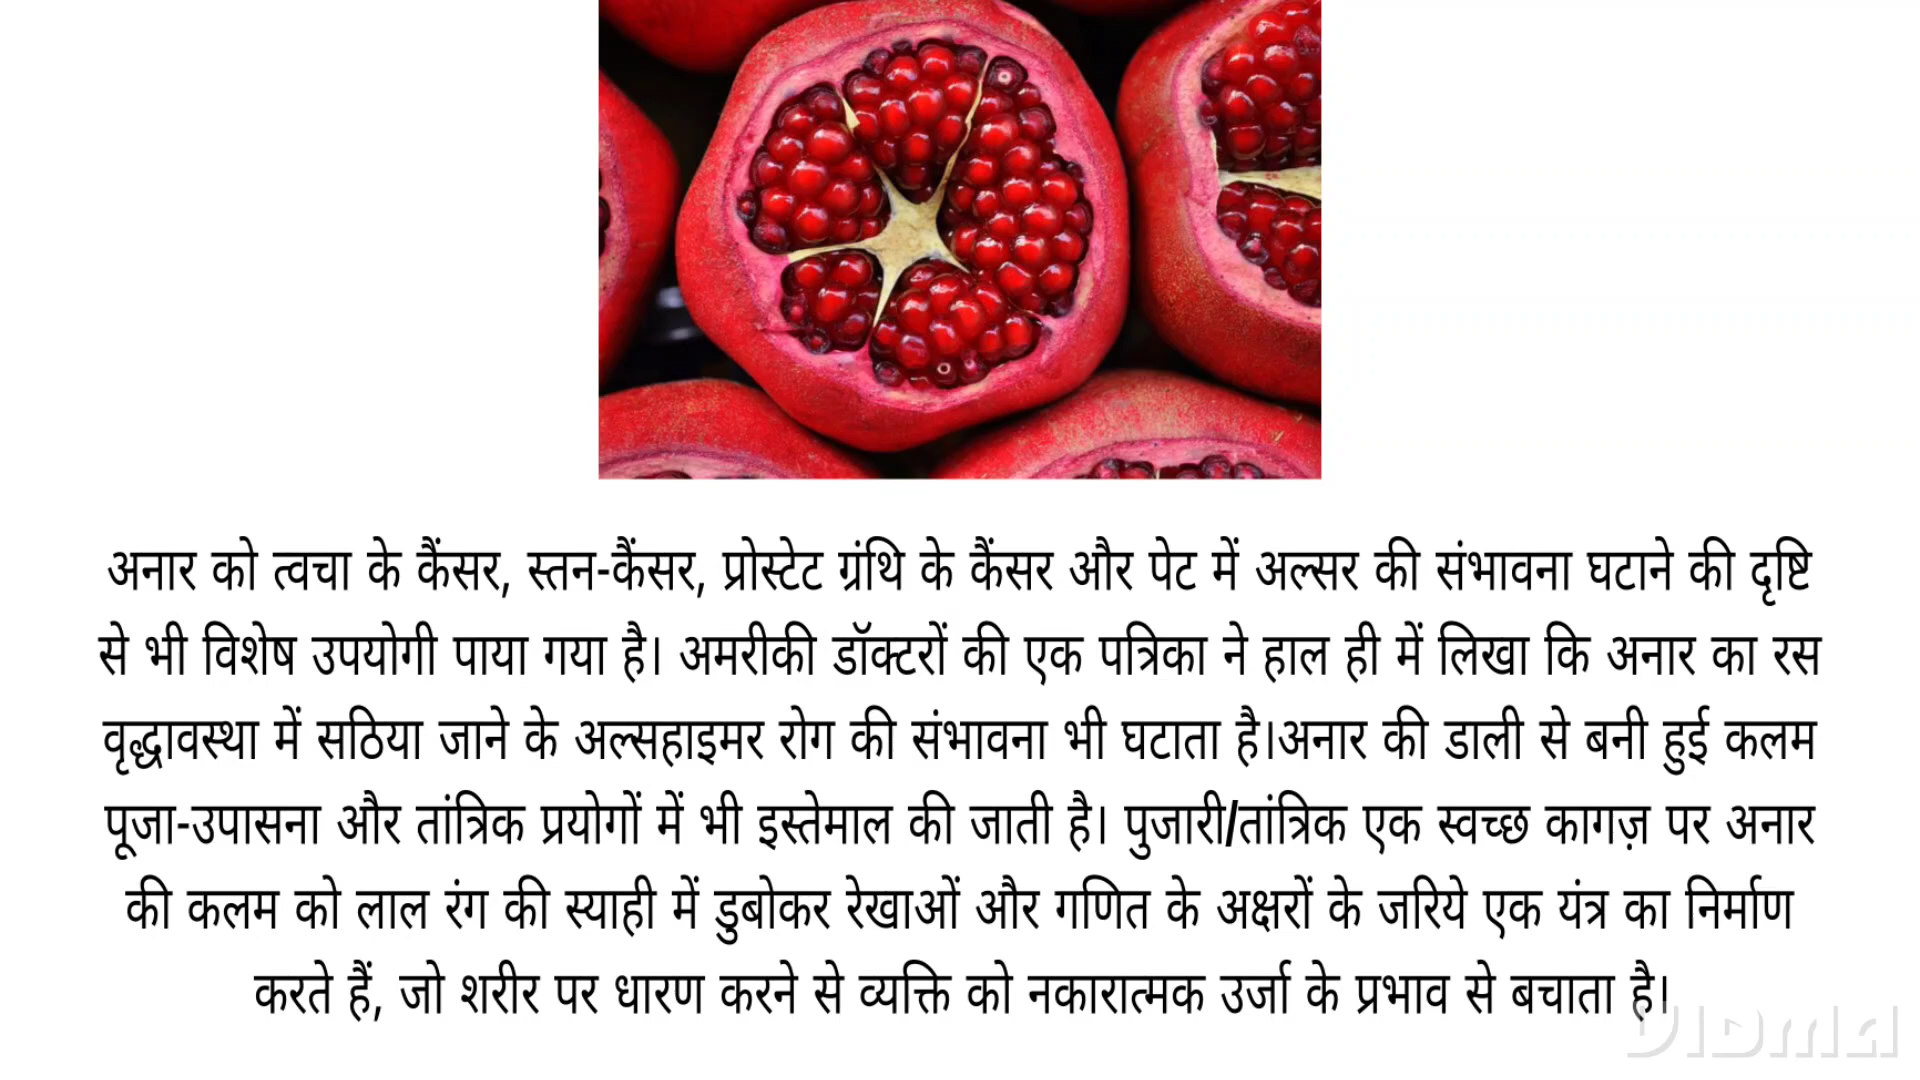 अनार को त्वचा के कैंसर, स्तन-कैंसर, प्रोस्टेट ग्रंथि के कैंसर और पेट में अल्सर की संभावना घटाने की दृष्टि
से भी विशेष उपयोगी पाया गया है। अमरीकी डॉक्टरों की एक पत्रिका ने हाल ही में लिखा कि अनार का रस
वृद्धावस्था में सठिया जाने के अल्सहाइमर रोग की संभावना भी घटाता है।अनार की डाली से बनी हुई कलम
पूजा-उपासना और तांत्रिक प्रयोगों में भी इस्तेमाल की जाती है। पुजारी/तांत्रिक एक स्वच्छ कागज़ पर अनार
की कलम को लाल रंग की स्याही में डुबोकर रेखाओं और गणित के अक्षरों के जरिये एक यंत्र का निर्माण
करते हैं, जो शरीर पर धारण करने से व्यक्ति को नकारात्मक उर्जा के प्रभाव से बचाता है।
VIDMA